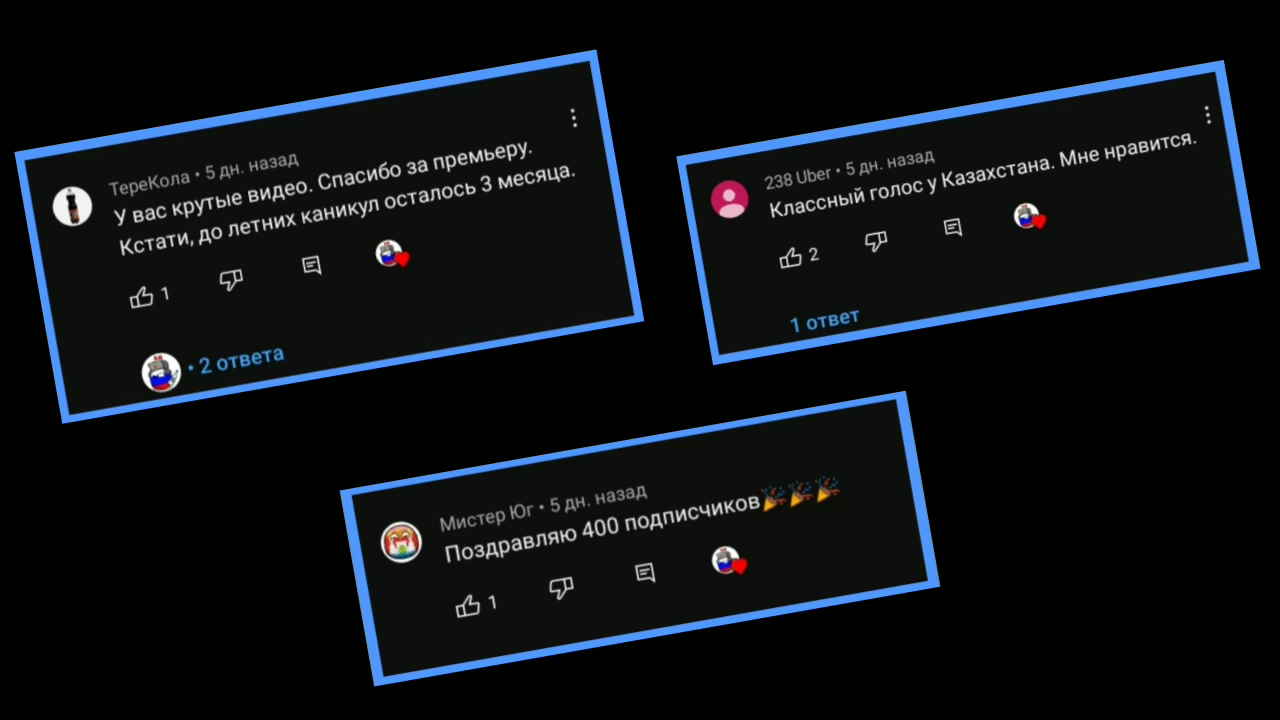 ТереКола • 5 дн. назад
У вас крутые видео. Спасибо за премьеру.
Кстати, до летних каникул осталось 3 месяца.
1
• 2 ответа
238 Uber • 5 дн. назад
Классный голос у Казахстана. Мне нравится.
2
1 ответ
Мистер Юг • 5 дн. назад
Поздравляю 400 подписчиков🎉🎉🎉
1